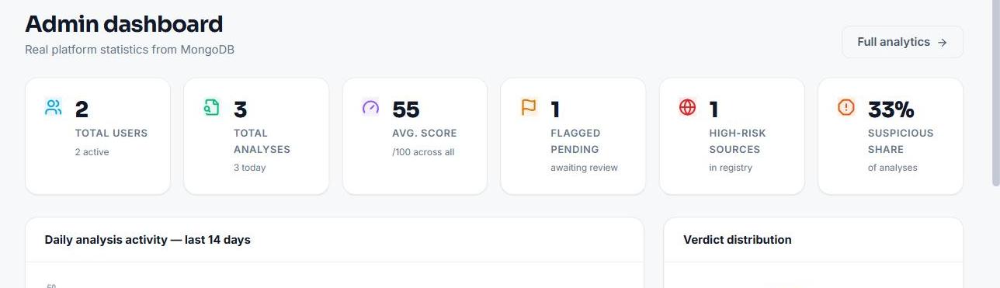 Admin dashboard
Real platform statistics from MongoDB
Full analytics →
2
TOTAL USERS
2 active
3
TOTAL
ANALYSES
3 today
55
AVG. SCORE
/100 across all
1
FLAGGED
PENDING
awaiting review
1
HIGH-RISK
SOURCES
in registry
33%
SUSPICIOUS
SHARE
of analyses
Daily analysis activity — last 14 days
Verdict distribution